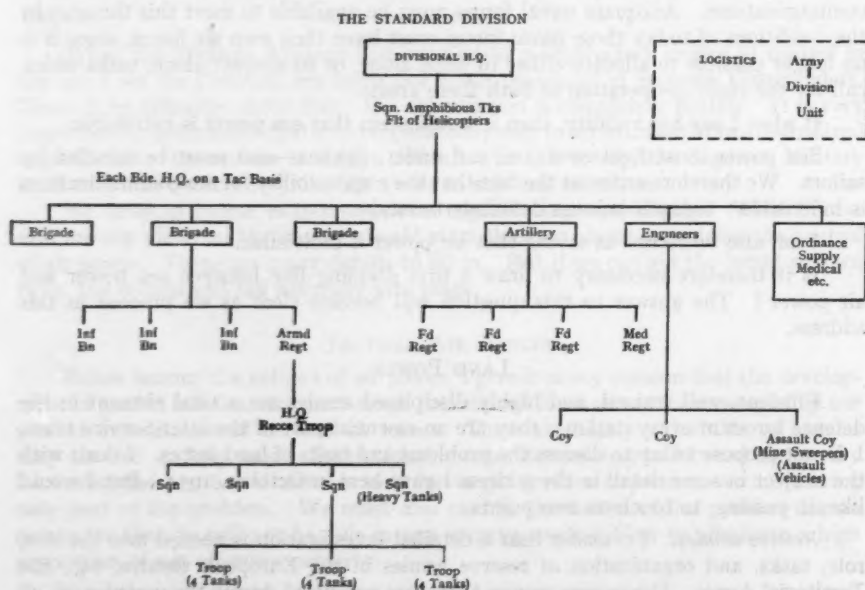 THE STANDARD DIVISION
DIVISIONAL H.Q.
Sqn. Amphibious Tks
Flt of Helicopters
LOGISTICS
Army
Division
Unit
Each Bde. H.Q. on a Tac Basis
Brigade
Brigade
Brigade
Artillery
Engineers
Ordnance
Supply
Medical
etc.
Inf
Bn
Inf
Bn
Inf
Bn
Armd
Regt
Fd
Regt
Fd
Regt
Fd
Regt
Med
Regt
H.Q.
Recce Troop
Coy
Coy
Assault Coy
(Mine Sweepers)
(Assault
Vehicles)
Sqn
Sqn
Sqn
Sqn
(Heavy Tanks)
Troop
(4 Tanks)
Troop
(4 Tanks)
Troop
(4 Tanks)